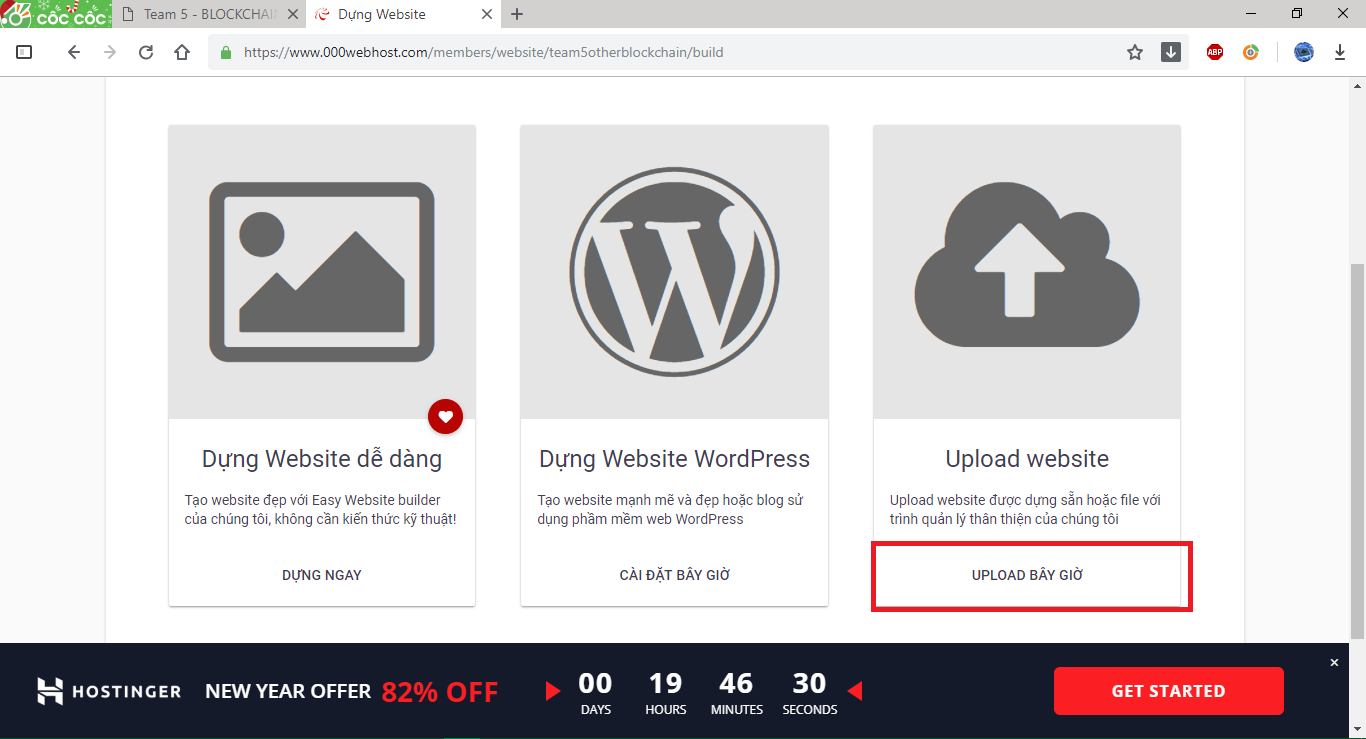 cốc cốc
Team 5 - BLOCKCHAIN
Dựng Website
https://www.000webhost.com/members/website/team5otherblockchain/build
ABP
Dựng Website dễ dàng
Tạo website đẹp với Easy Website builder
của chúng tôi, không cần kiến thức kỹ thuật!
DỰNG NGAY
Dựng Website WordPress
Tạo website mạnh mẽ và đẹp hoặc blog sử
dụng phầm mềm web WordPress
CÀI ĐẶT BÂY GIỜ
Upload website
Upload website được dựng sẵn hoặc file với
trình quản lý thân thiện của chúng tôi
UPLOAD BÂY GIỜ
HOSTINGER
NEW YEAR OFFER 82% OFF
00 19 46 30
DAYS HOURS MINUTES SECONDS
GET STARTED